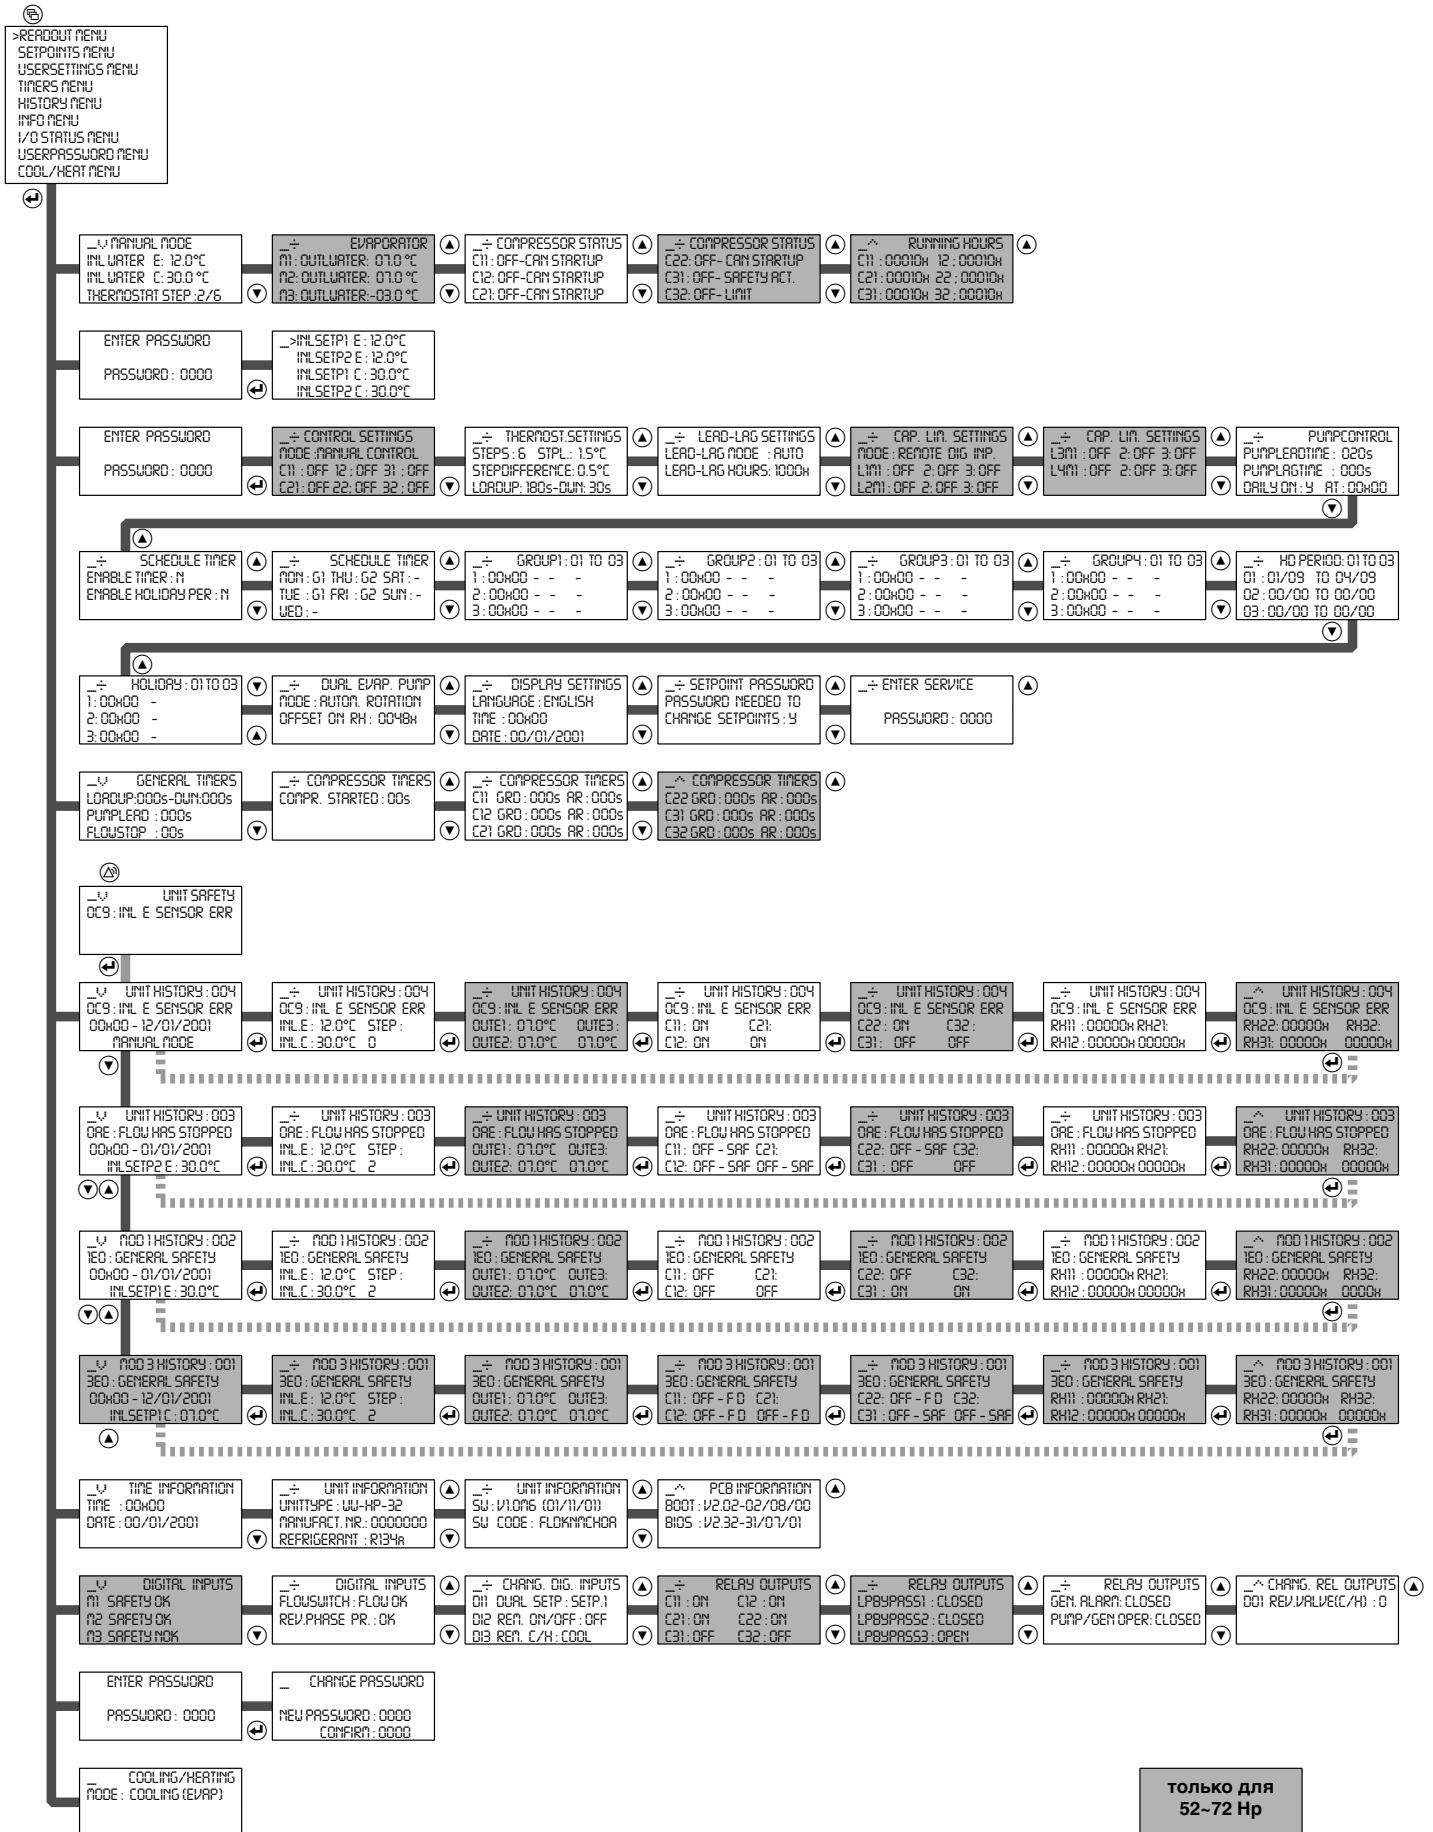 >READOUT MENU
SETPOINTS MENU
USERSETTINGS MENU
TIMERS MENU
HISTORY MENU
INFO MENU
I/O STATUS MENU
USERPASSWORD MENU
COOL/HEAT MENU
_v MANUAL MODE
INL WATER E: 12.0°C
INL WATER C: 30.0°C
THERMOSTAT STEP :2/6
_÷ EVAPORATOR
M1: OUTLWATER: 07.0 °C
M2: OUTLWATER: 07.0 °C
M3: OUTLWATER:-03.0 °C
_÷ COMPRESSOR STATUS
C11 : OFF-CAN STARTUP
C12: OFF-CAN STARTUP
C21: OFF-CAN STARTUP
_÷ COMPRESSOR STATUS
C22: OFF- CAN STARTUP
C31 : OFF- SAFETY ACT.
C32: OFF- LIMIT
_^ RUNNING HOURS
C11 : 00010h 12 ; 00010h
C21 : 00010h 22 ; 00010h
C31 : 00010h 32 ; 00010h
ENTER PASSWORD
PASSWORD : 0000
_>INLSETP1 E : 12.0°C
INLSETP2 E : 12.0°C
INLSETP1 C : 30.0°C
INLSETP2 C : 30.0°C
ENTER PASSWORD
PASSWORD : 0000
_÷ CONTROL SETTINGS
MODE :MANUAL CONTROL
C11 : OFF 12 ; OFF 31 ; OFF
C21 : OFF 22; OFF 32 ; OFF
_÷ THERMOST.SETTINGS
STEPS : 6 STPL.: 1.5°C
STEPDIFFERENCE: 0.5°C
LOADUP: 180s-DWN: 30s
_÷ LEAD-LAG SETTINGS
LEAD-LAG MODE : AUTO
LEAD-LAG HOURS: 1000h
_÷ CAP. LIM. SETTINGS
MODE : REMOTE DIG INP.
L1M1 : OFF 2: OFF 3: OFF
L2M1 : OFF 2: OFF 3: OFF
_÷ CAP. LIM. SETTINGS
L3M1 : OFF 2: OFF 3: OFF
L4M1 : OFF 2: OFF 3: OFF
_÷ PUMPCONTROL
PUMPLEADTIME : 020s
PUMPLAGTIME : 000s
DAILY ON : Y AT : 00h00
_÷ SCHEDULE TIMER
ENABLE TIMER : N
ENABLE HOLIDAY PER : N
_÷ SCHEDULE TIMER
MON : G1 THU : G2 SAT : -
TUE : G1 FRI : G2 SUN : -
WED : -
_÷ GROUP1 : 01 TO 03
1 : 00h00 - - -
2 : 00h00 - - -
3 : 00h00 - - -
_÷ GROUP2 : 01 TO 03
1 : 00h00 - - -
2 : 00h00 - - -
3 : 00h00 - - -
_÷ GROUP3 : 01 TO 03
1 : 00h00 - - -
2 : 00h00 - - -
3 : 00h00 - - -
_÷ GROUP4 : 01 TO 03
1 : 00h00 - - -
2 : 00h00 - - -
3 : 00h00 - - -
_÷ HD PERIOD: 01 TO 03
01 : 01/09 TO 04/09
02 : 00/00 TO 00/00
03 : 00/00 TO 00/00
_÷ HOLIDAY : 01 TO 03
1: 00h00 -
2: 00h00 -
3: 00h00 -
_÷ DUAL EVAP. PUMP
MODE : AUTOM. ROTATION
OFFSET ON RH : 0048h
_÷ DISPLAY SETTINGS
LANGUAGE : ENGLISH
TIME : 00h00
DATE : 00/01/2001
_÷ SETPOINT PASSWORD
PASSWORD NEEDED TO
CHANGE SETPOINTS : Y
_÷ ENTER SERVICE
PASSWORD : 0000
_v GENERAL TIMERS
LOADUP:000s-DWN:000s
PUMPLEAD : 000s
FLOWSTOP : 00s
_÷ COMPRESSOR TIMERS
COMPR. STARTED : 00s
_÷ COMPRESSOR TIMERS
C11 GRD : 000s AR : 000s
C12 GRD : 000s AR : 000s
C21 GRD : 000s AR : 000s
_^ COMPRESSOR TIMERS
C22 GRD : 000s AR : 000s
C31 GRD : 000s AR : 000s
C32 GRD : 000s AR : 000s
_v UNIT SAFETY
0C9 : INL E SENSOR ERR
_v UNIT HISTORY : 004
0C9 : INL E SENSOR ERR
00h00 - 12/01/2001
MANUAL MODE
_÷ UNIT HISTORY : 004
0C9 : INL E SENSOR ERR
INL.E : 12.0°C STEP :
INL.C : 30.0°C 0
_÷ UNIT HISTORY : 004
0C9 : INL E SENSOR ERR
OUTE1 : 07.0°C OUTE3 :
OUTE2: 07.0°C 07.0°C
_÷ UNIT HISTORY : 004
0C9 : INL E SENSOR ERR
C11 : ON C21:
C12: ON ON
_÷ UNIT HISTORY : 004
0C9 : INL E SENSOR ERR
C22 : ON C32 :
C31 : OFF OFF
_÷ UNIT HISTORY : 004
0C9 : INL E SENSOR ERR
RH11 : 00000h RH21:
RH12 : 00000h 00000h
_^ UNIT HISTORY : 004
0C9 : INL E SENSOR ERR
RH22: 00000h RH32:
RH31: 00000h 00000h
_v UNIT HISTORY : 003
0AE : FLOW HAS STOPPED
00h00 - 01/01/2001
INLSETP2 E : 30.0°C
_÷ UNIT HISTORY : 003
0AE : FLOW HAS STOPPED
INL.E : 12.0°C STEP :
INL.C : 30.0°C 2
_÷ UNIT HISTORY : 003
0AE : FLOW HAS STOPPED
OUTE1 : 07.0°C OUTE3:
OUTE2: 07.0°C 07.0°C
_÷ UNIT HISTORY : 003
0AE : FLOW HAS STOPPED
C11 : OFF - SAF C21:
C12: OFF - SAF OFF - SAF
_÷ UNIT HISTORY : 003
0AE : FLOW HAS STOPPED
C22: OFF - SAF C32:
C31 : OFF OFF
_÷ UNIT HISTORY : 003
0AE : FLOW HAS STOPPED
RH11 : 00000h RH21:
RH12 : 00000h 00000h
_^ UNIT HISTORY : 003
0AE : FLOW HAS STOPPED
RH22: 00000h RH32:
RH31: 00000h 00000h
_v MOD 1 HISTORY : 002
1E0 : GENERAL SAFETY
00h00 - 01/01/2001
INLSETP1 E : 30.0°C
_÷ MOD 1 HISTORY : 002
1E0 : GENERAL SAFETY
INL.E : 12.0°C STEP :
INL.C : 30.0°C 2
_÷ MOD 1 HISTORY : 002
1E0 : GENERAL SAFETY
OUTE1 : 07.0°C OUTE3:
OUTE2: 07.0°C 07.0°C
_÷ MOD 1 HISTORY : 002
1E0 : GENERAL SAFETY
C11 : OFF C21:
C12: OFF OFF
_÷ MOD 1 HISTORY : 002
1E0 : GENERAL SAFETY
C22: OFF C32:
C31 : ON ON
_÷ MOD 1 HISTORY : 002
1E0 : GENERAL SAFETY
RH11 : 00000h RH21:
RH12 : 00000h 00000h
_^ MOD 1 HISTORY : 002
1E0 : GENERAL SAFETY
RH22: 00000h RH32:
RH31: 00000h 0000h
_v MOD 3 HISTORY : 001
3E0 : GENERAL SAFETY
00h00 - 12/01/2001
INLSETP1 C : 07.0°C
_÷ MOD 3 HISTORY : 001
3E0 : GENERAL SAFETY
INL.E : 12.0°C STEP :
INL.C : 30.0°C 2
_÷ MOD 3 HISTORY : 001
3E0 : GENERAL SAFETY
OUTE1 : 07.0°C OUTE3:
OUTE2: 07.0°C 07.0°C
_÷ MOD 3 HISTORY : 001
3E0 : GENERAL SAFETY
C11 : OFF - F D C21:
C12: OFF - F D OFF - F D
_÷ MOD 3 HISTORY : 001
3E0 : GENERAL SAFETY
C22: OFF - F D C32:
C31 : OFF - SAF OFF - SAF
_÷ MOD 3 HISTORY : 001
3E0 : GENERAL SAFETY
RH11 : 00000h RH21:
RH12 : 00000h 00000h
_^ MOD 3 HISTORY : 001
3E0 : GENERAL SAFETY
RH22: 00000h RH32:
RH31: 00000h 00000h
_v TIME INFORMATION
TIME : 00h00
DATE : 00/01/2001
_÷ UNIT INFORMATION
UNITTYPE : WW-HP-32
MANUFACT. NR.: 0000000
REFRIGERANT : R134a
_÷ UNIT INFORMATION
SW : V1.0M6 (01/11/01)
SW CODE : FLDKNMCH0A
_^ PCB INFORMATION
BOOT : V2.02-02/08/00
BIOS : V2.32-31/07/01
_v DIGITAL INPUTS
M1 SAFETY OK
M2 SAFETY OK
M3 SAFETY NOK
_÷ DIGITAL INPUTS
FLOWSWITCH : FLOW OK
REV.PHASE PR. : OK
_÷ CHANG. DIG. INPUTS
DI1 DUAL SETP : SETP.1
DI2 REM. ON/OFF : OFF
DI3 REM. C/H : COOL
_÷ RELAY OUTPUTS
C11 : ON C12 : ON
C21 : ON C22 : ON
C31 : OFF C32 : OFF
_÷ RELAY OUTPUTS
LPBYPASS1 : CLOSED
LPBYPASS2 : CLOSED
LPBYPASS3 : OPEN
_÷ RELAY OUTPUTS
GEN. ALARM: CLOSED
PUMP/GEN OPER: CLOSED
_^ CHANG. REL OUTPUTS
DO1 REV.VALVE(C/H) : 0
ENTER PASSWORD
PASSWORD : 0000
_ CHANGE PASSWORD
NEW PASSWORD : 0000
CONFIRM : 0000
_ COOLING/HEATING
MODE : COOLING (EVAP)
только для
52~72 Hp